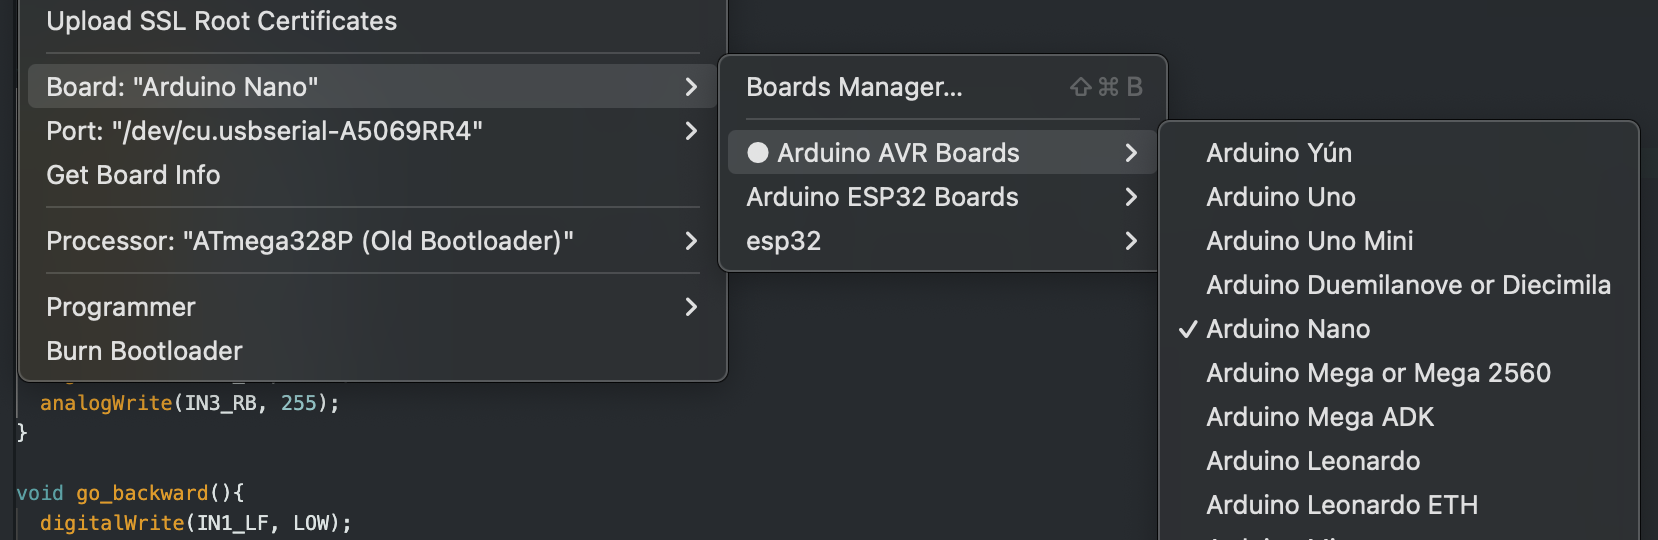 Upload SSL Root Certificates
Board: "Arduino Nano"
Port: "/dev/cu.usbserial-A5069RR4"
Get Board Info
Processor: "ATmega328P (Old Bootloader)"
Programmer
Burn Bootloader
Boards Manager... ⇧⌘B
Arduino AVR Boards
Arduino ESP32 Boards
esp32
Arduino Yún
Arduino Uno
Arduino Uno Mini
Arduino Duemilanove or Diecimila
✓ Arduino Nano
Arduino Mega or Mega 2560
Arduino Mega ADK
Arduino Leonardo
Arduino Leonardo ETH
analogWrite(IN3_RB, 255);
}
void go_backward(){
digitalWrite(IN1_LF, LOW);